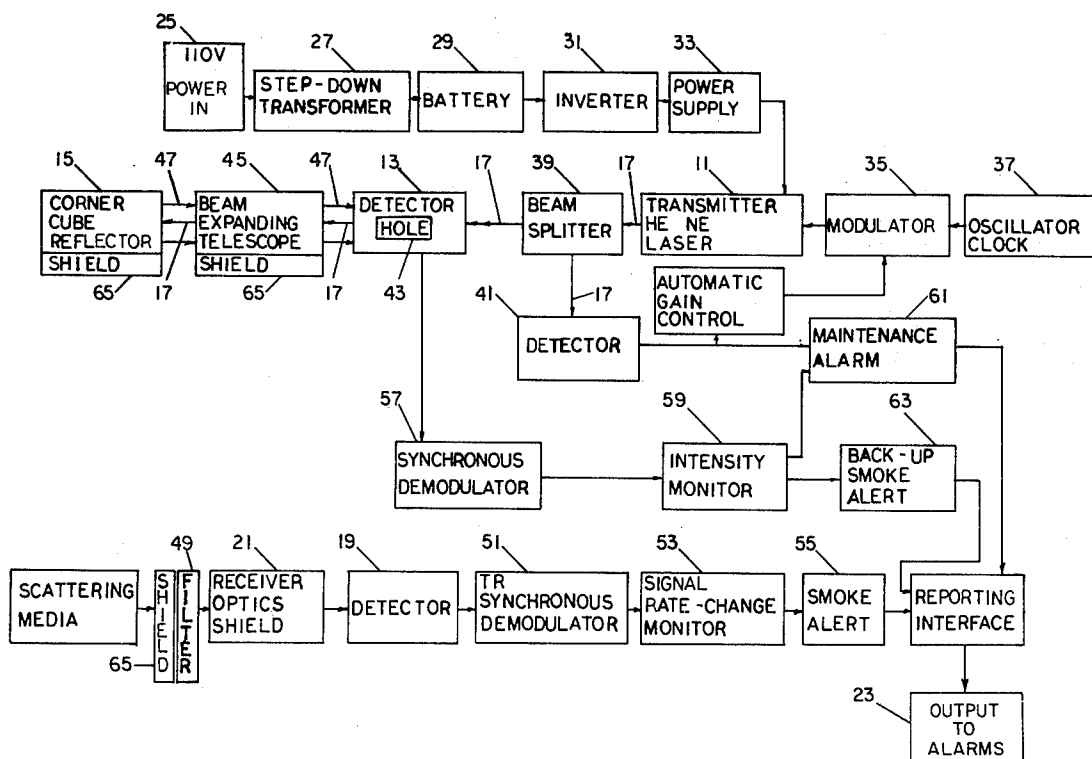 25
27
29
31
33
110V
POWER
IN
STEP-DOWN
TRANSFORMER
BATTERY
INVERTER
POWER
SUPPLY
15
47
45
47
13
17
39
17
11
35
37
CORNER
CUBE
REFLECTOR
SHIELD
BEAM
EXPANDING
TELESCOPE
SHIELD
DETECTOR
HOLE
BEAM
SPLITTER
TRANSMITTER
HE NE
LASER
MODULATOR
OSCILLATOR
CLOCK
65
17
65
17
43
17
41
DETECTOR
AUTOMATIC
GAIN
CONTROL
61
MAINTENANCE
ALARM
57
SYNCHRONOUS
DEMODULATOR
59
INTENSITY
MONITOR
63
BACK-UP
SMOKE
ALERT
SCATTERING
MEDIA
SHIELD
65
49
FILTER
21
RECEIVER
OPTICS
SHIELD
19
DETECTOR
51
TR
SYNCHRONOUS
DEMODULATOR
53
SIGNAL
RATE-CHANGE
MONITOR
55
SMOKE
ALERT
REPORTING
INTERFACE
23
OUTPUT
TO
ALARMS